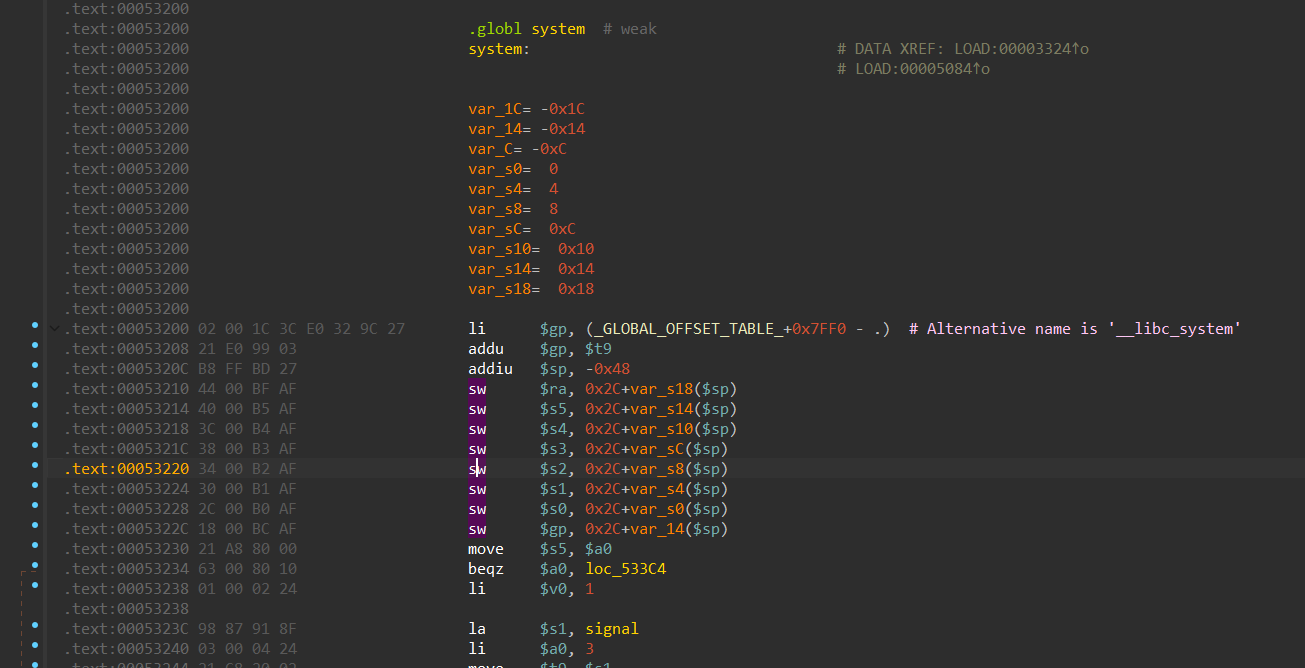 .text:00053200
.text:00053200 .globl system # weak
.text:00053200 system: # DATA XREF: LOAD:00003324↑o
.text:00053200 # LOAD:00005084↑o
.text:00053200
.text:00053200 var_1C= -0x1C
.text:00053200 var_14= -0x14
.text:00053200 var_C= -0xC
.text:00053200 var_s0= 0
.text:00053200 var_s4= 4
.text:00053200 var_s8= 8
.text:00053200 var_sC= 0xC
.text:00053200 var_s10= 0x10
.text:00053200 var_s14= 0x14
.text:00053200 var_s18= 0x18
.text:00053200
.text:00053200 02 00 1C 3C E0 32 9C 27 li $gp, (_GLOBAL_OFFSET_TABLE_+0x7FF0 - .) # Alternative name is '__libc_system'
.text:00053208 21 E0 99 03 addu $gp, $t9
.text:0005320C B8 FF BD 27 addiu $sp, -0x48
.text:00053210 44 00 BF AF sw $ra, 0x2C+var_s18($sp)
.text:00053214 40 00 B5 AF sw $s5, 0x2C+var_s14($sp)
.text:00053218 3C 00 B4 AF sw $s4, 0x2C+var_s10($sp)
.text:0005321C 38 00 B3 AF sw $s3, 0x2C+var_sC($sp)
.text:00053220 34 00 B2 AF sw $s2, 0x2C+var_s8($sp)
.text:00053224 30 00 B1 AF sw $s1, 0x2C+var_s4($sp)
.text:00053228 2C 00 B0 AF sw $s0, 0x2C+var_s0($sp)
.text:0005322C 18 00 BC AF sw $gp, 0x2C+var_14($sp)
.text:00053230 21 A8 80 00 move $s5, $a0
.text:00053234 63 00 80 10 beqz $a0, loc_533C4
.text:00053238 01 00 02 24 li $v0, 1
.text:00053238
.text:0005323C 98 87 91 8F la $s1, signal
.text:00053240 03 00 04 24 li $a0, 3
.text:00053244 21 C8 20 02 move $t9, $s1